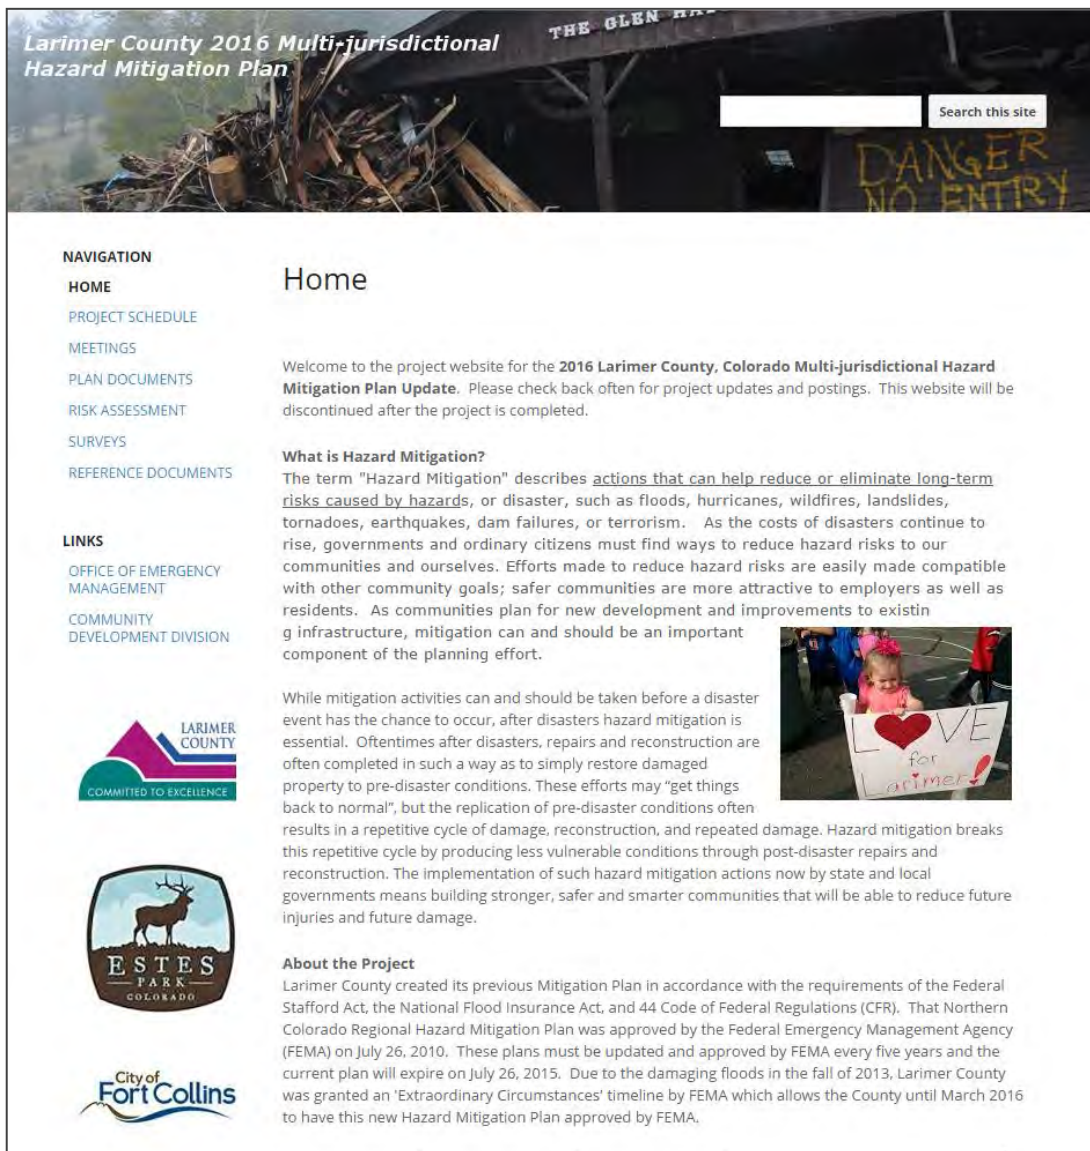 Larimer County 2016 Multi-jurisdictional
Hazard Mitigation Plan
THE GLEN HA
Search this site
DANGER
NO ENTRY
NAVIGATION
HOME
PROJECT SCHEDULE
MEETINGS
PLAN DOCUMENTS
RISK ASSESSMENT
SURVEYS
REFERENCE DOCUMENTS
LINKS
OFFICE OF EMERGENCY
MANAGEMENT
COMMUNITY
DEVELOPMENT DIVISION
LARIMER
COUNTY
COMMITTED TO EXCELLENCE
ESTES
PARK
COLORADO
City of
Fort Collins
Home
Welcome to the project website for the 2016 Larimer County, Colorado Multi-jurisdictional Hazard
Mitigation Plan Update. Please check back often for project updates and postings. This website will be
discontinued after the project is completed.
What is Hazard Mitigation?
The term "Hazard Mitigation" describes actions that can help reduce or eliminate long-term
risks caused by hazards, or disaster, such as floods, hurricanes, wildfires, landslides,
tornadoes, earthquakes, dam failures, or terrorism. As the costs of disasters continue to
rise, governments and ordinary citizens must find ways to reduce hazard risks to our
communities and ourselves. Efforts made to reduce hazard risks are easily made compatible
with other community goals; safer communities are more attractive to employers as well as
residents. As communities plan for new development and improvements to existin
g infrastructure, mitigation can and should be an important
component of the planning effort.
LOVE
for
Larimer!
While mitigation activities can and should be taken before a disaster
event has the chance to occur, after disasters hazard mitigation is
essential. Oftentimes after disasters, repairs and reconstruction are
often completed in such a way as to simply restore damaged
property to pre-disaster conditions. These efforts may “get things
back to normal”, but the replication of pre-disaster conditions often
results in a repetitive cycle of damage, reconstruction, and repeated damage. Hazard mitigation breaks
this repetitive cycle by producing less vulnerable conditions through post-disaster repairs and
reconstruction. The implementation of such hazard mitigation actions now by state and local
governments means building stronger, safer and smarter communities that will be able to reduce future
injuries and future damage.
About the Project
Larimer County created its previous Mitigation Plan in accordance with the requirements of the Federal
Stafford Act, the National Flood Insurance Act, and 44 Code of Federal Regulations (CFR). That Northern
Colorado Regional Hazard Mitigation Plan was approved by the Federal Emergency Management Agency
(FEMA) on July 26, 2010. These plans must be updated and approved by FEMA every five years and the
current plan will expire on July 26, 2015. Due to the damaging floods in the fall of 2013, Larimer County
was granted an 'Extraordinary Circumstances' timeline by FEMA which allows the County until March 2016
to have this new Hazard Mitigation Plan approved by FEMA.